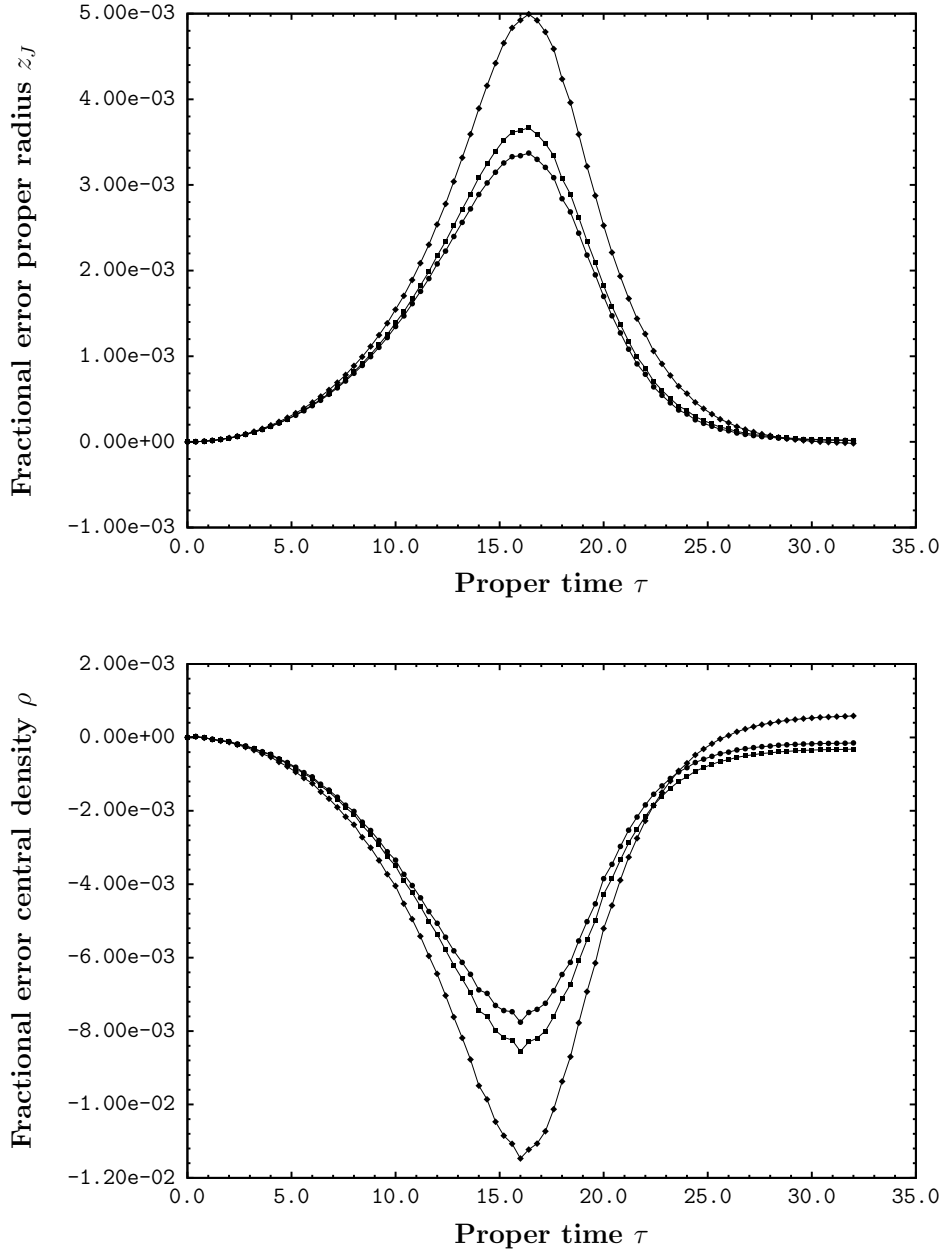 Fractional error proper radius z_J
5.00e−03
4.00e−03
3.00e−03
2.00e−03
1.00e−03
0.00e+00
−1.00e−03
0.0 5.0 10.0 15.0 20.0 25.0 30.0 35.0
Proper time τ
Fractional error central density ρ
2.00e−03
0.00e+00
−2.00e−03
−4.00e−03
−6.00e−03
−8.00e−03
−1.00e−02
−1.20e−02
0.0 5.0 10.0 15.0 20.0 25.0 30.0 35.0
Proper time τ